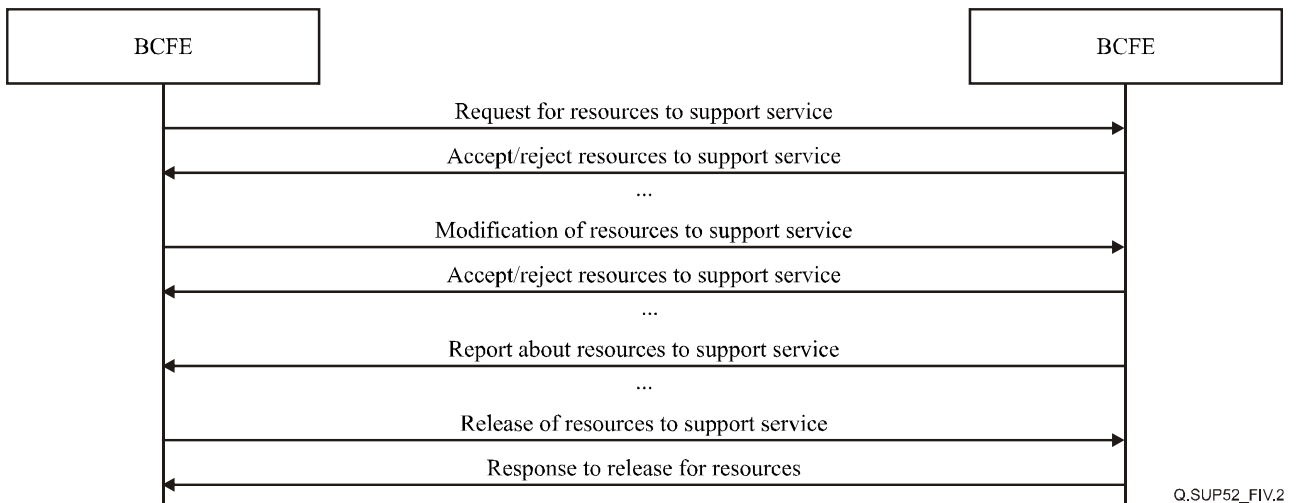 BCFE
BCFE
Request for resources to support service
Accept/reject resources to support service
...
Modification of resources to support service
Accept/reject resources to support service
...
Report about resources to support service
...
Release of resources to support service
Response to release for resources
Q.SUP52_FIV.2